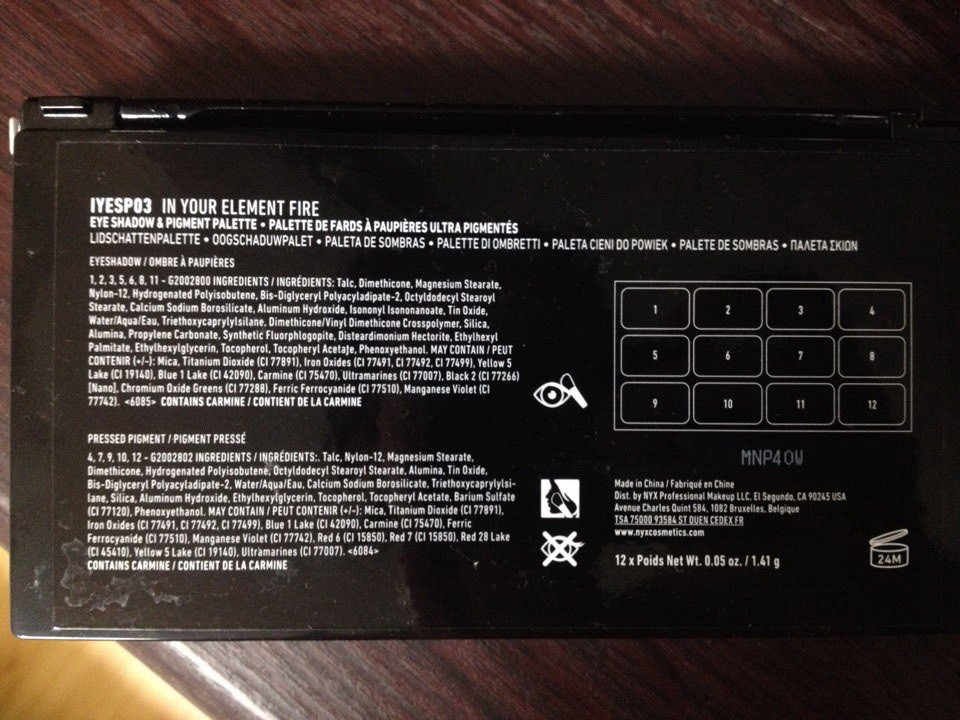 IYESP03 IN YOUR ELEMENT FIRE
EYE SHADOW & PIGMENT PALETTE • PALETTE DE FARDS À PAUPIÈRES ULTRA PIGMENTÉS
LIDSCHATTENPALETTE • OOGSCHADUWPALET • PALETA DE SOMBRAS • PALETTE DI OMBRETTI • PALETA CIENI DO POWIEK • PALETE DE SOMBRAS • ΠΑΛΕΤΑ ΣΚΙΩΝ
EYESHADOW / OMBRE À PAUPIÈRES
1, 2, 3, 5, 6, 8, 11 - G2002800 INGREDIENTS / INGRÉDIENTS: Talc, Dimethicone, Magnesium Stearate,
Nylon-12, Hydrogenated Polyisobutene, Bis-Diglyceryl Polyacyladipate-2, Octyldodecyl Stearoyl
Stearate, Calcium Sodium Borosilicate, Aluminum Hydroxide, Isononyl Isononanoate, Tin Oxide,
Water/Aqua/Eau, Triethoxycaprylylsilane, Dimethicone/Vinyl Dimethicone Crosspolymer, Silica,
Alumina, Propylene Carbonate, Synthetic Fluorphlogopite, Disteardimonium Hectorite, Ethylhexyl
Palmitate, Ethylhexylglycerin, Tocopherol, Tocopheryl Acetate, Phenoxyethanol. MAY CONTAIN / PEUT
CONTENIR (+/-): Mica, Titanium Dioxide (CI 77891), Iron Oxides (CI 77491, CI 77492, CI 77499), Yellow 5
Lake (CI 19140), Blue 1 Lake (CI 42090), Carmine (CI 75470), Ultramarines (CI 77007), Black 2 (CI 77266)
[Nano], Chromium Oxide Greens (CI 77288), Ferric Ferrocyanide (CI 77510), Manganese Violet (CI
77742). <6085> CONTAINS CARMINE / CONTIENT DE LA CARMINE
PRESSED PIGMENT / PIGMENT PRESSÉ
4, 7, 9, 10, 12 - G2002802 INGREDIENTS / INGRÉDIENTS:. Talc, Nylon-12, Magnesium Stearate,
Dimethicone, Hydrogenated Polyisobutene, Octyldodecyl Stearoyl Stearate, Alumina, Tin Oxide,
Bis-Diglyceryl Polyacyladipate-2, Water/Aqua/Eau, Calcium Sodium Borosilicate, Triethoxycaprylylsi-
lane, Silica, Aluminum Hydroxide, Ethylhexylglycerin, Tocopherol, Tocopheryl Acetate, Barium Sulfate
(CI 77120), Phenoxyethanol. MAY CONTAIN / PEUT CONTENIR (+/-): Mica, Titanium Dioxide (CI 77891),
Iron Oxides (CI 77491, CI 77492, CI 77499), Blue 1 Lake (CI 42090), Carmine (CI 75470), Ferric
Ferrocyanide (CI 77510), Manganese Violet (CI 77742), Red 6 (CI 15850), Red 7 (CI 15850), Red 28 Lake
(CI 45410), Yellow 5 Lake (CI 19140), Ultramarines (CI 77007). <6084>
CONTAINS CARMINE / CONTIENT DE LA CARMINE
1 2 3 4
5 6 7 8
9 10 11 12
MNP40W
Made in China / Fabriqué en Chine
Dist. by NYX Professional Makeup LLC, El Segundo, CA 90245 USA
Avenue Charles Quint 584, 1082 Bruxelles, Belgique
TSA 75000 93584 ST OUEN CEDEX FR
www.nyxcosmetics.com
12 x Poids Net Wt. 0.05 oz. / 1.41 g
24M